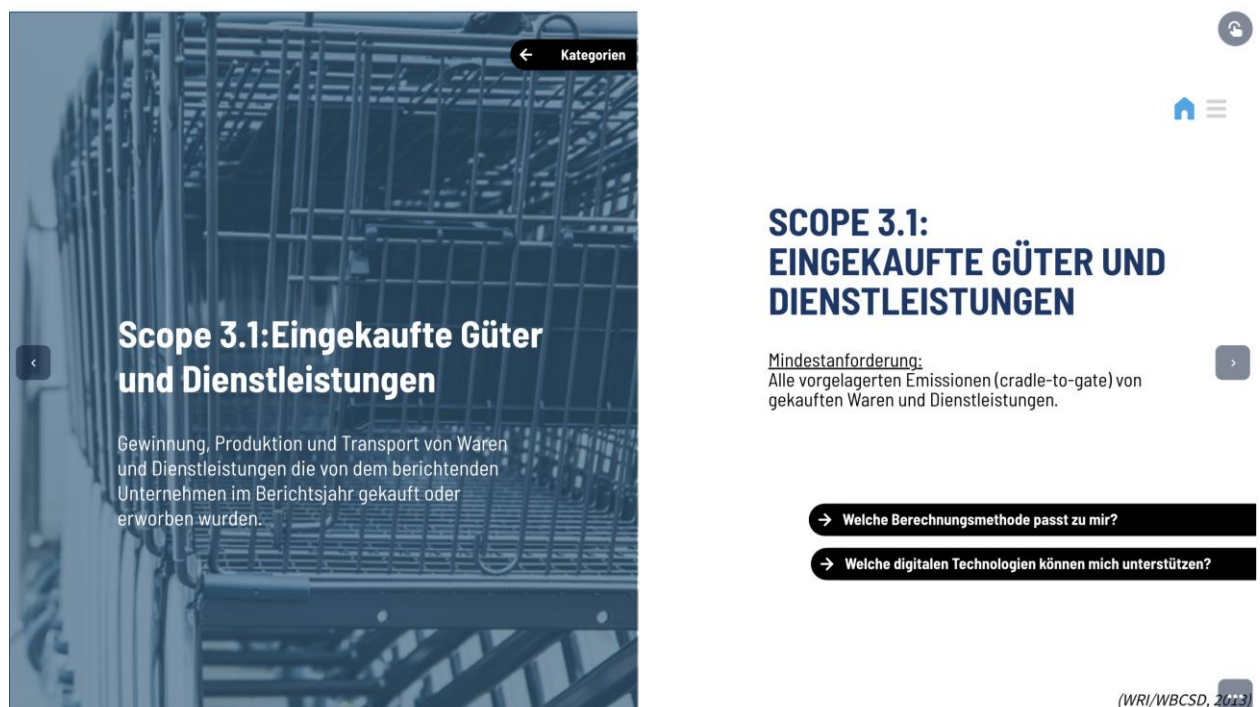 Kategorien
Scope 3.1:Eingekaufte Güter
und Dienstleistungen
Gewinnung, Produktion und Transport von Waren
und Dienstleistungen die von dem berichtenden
Unternehmen im Berichtsjahr gekauft oder
erworben wurden.
SCOPE 3.1:
EINGEKAUFTE GÜTER UND
DIENSTLEISTUNGEN
Mindestanforderung:
Alle vorgelagerten Emissionen (cradle-to-gate) von
gekauften Waren und Dienstleistungen.
Welche Berechnungsmethode passt zu mir?
Welche digitalen Technologien können mich unterstützen?
(WRI/WBCSD, 2013)